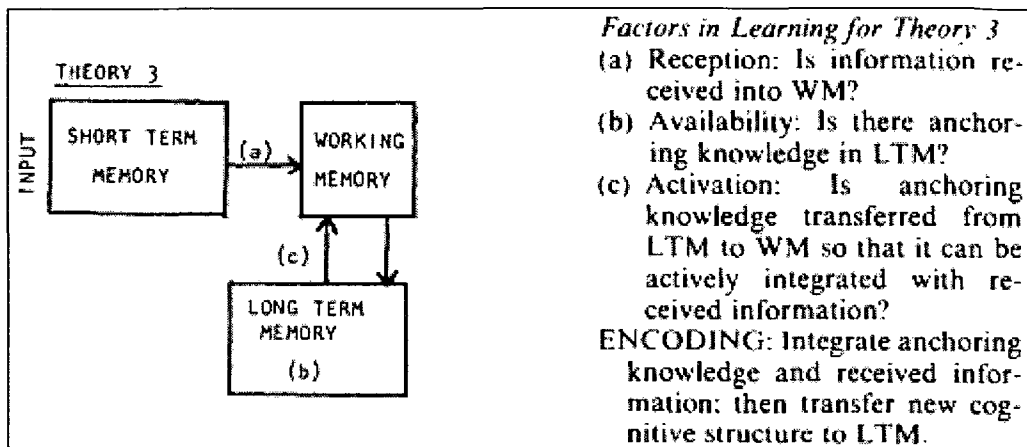 THEORY 3
INPUT
SHORT TERM
MEMORY
(a)
WORKING
MEMORY
(c)
LONG TERM
MEMORY
(b)
Factors in Learning for Theory 3
(a) Reception: Is information re-
ceived into WM?
(b) Availability: Is there anchor-
ing knowledge in LTM?
(c) Activation: Is anchoring
knowledge transferred from
LTM to WM so that it can be
actively integrated with re-
ceived information?
ENCODING: Integrate anchoring
knowledge and received infor-
mation; then transfer new cog-
nitive structure to LTM.